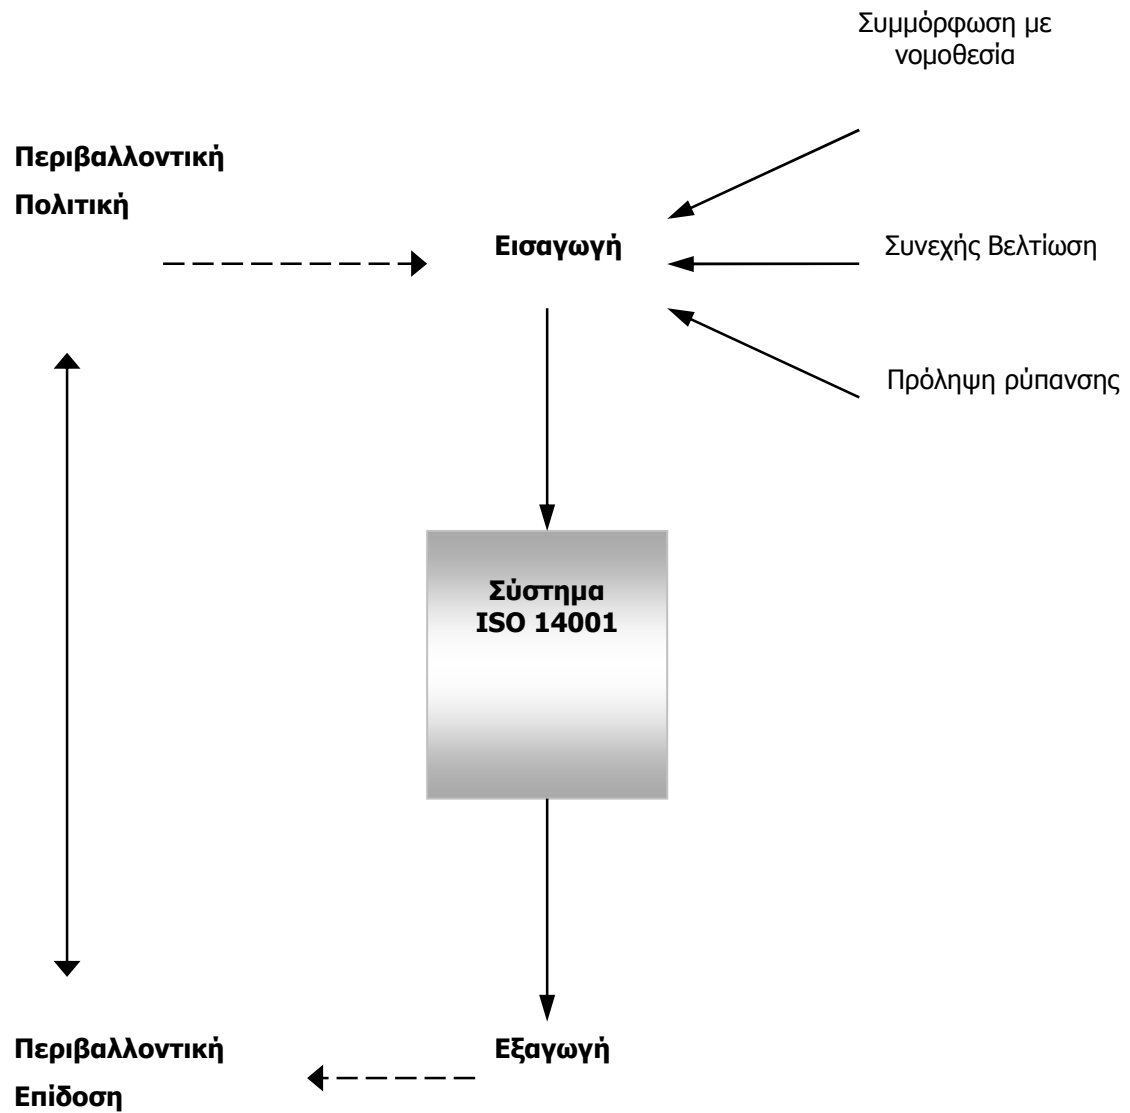 Συμμόρφωση με
νομοθεσία
Περιβαλλοντική
Πολιτική
Εισαγωγή
Συνεχής Βελτίωση
Πρόληψη ρύπανσης
Σύστημα
ISO 14001
Περιβαλλοντική
Επίδοση
Εξαγωγή